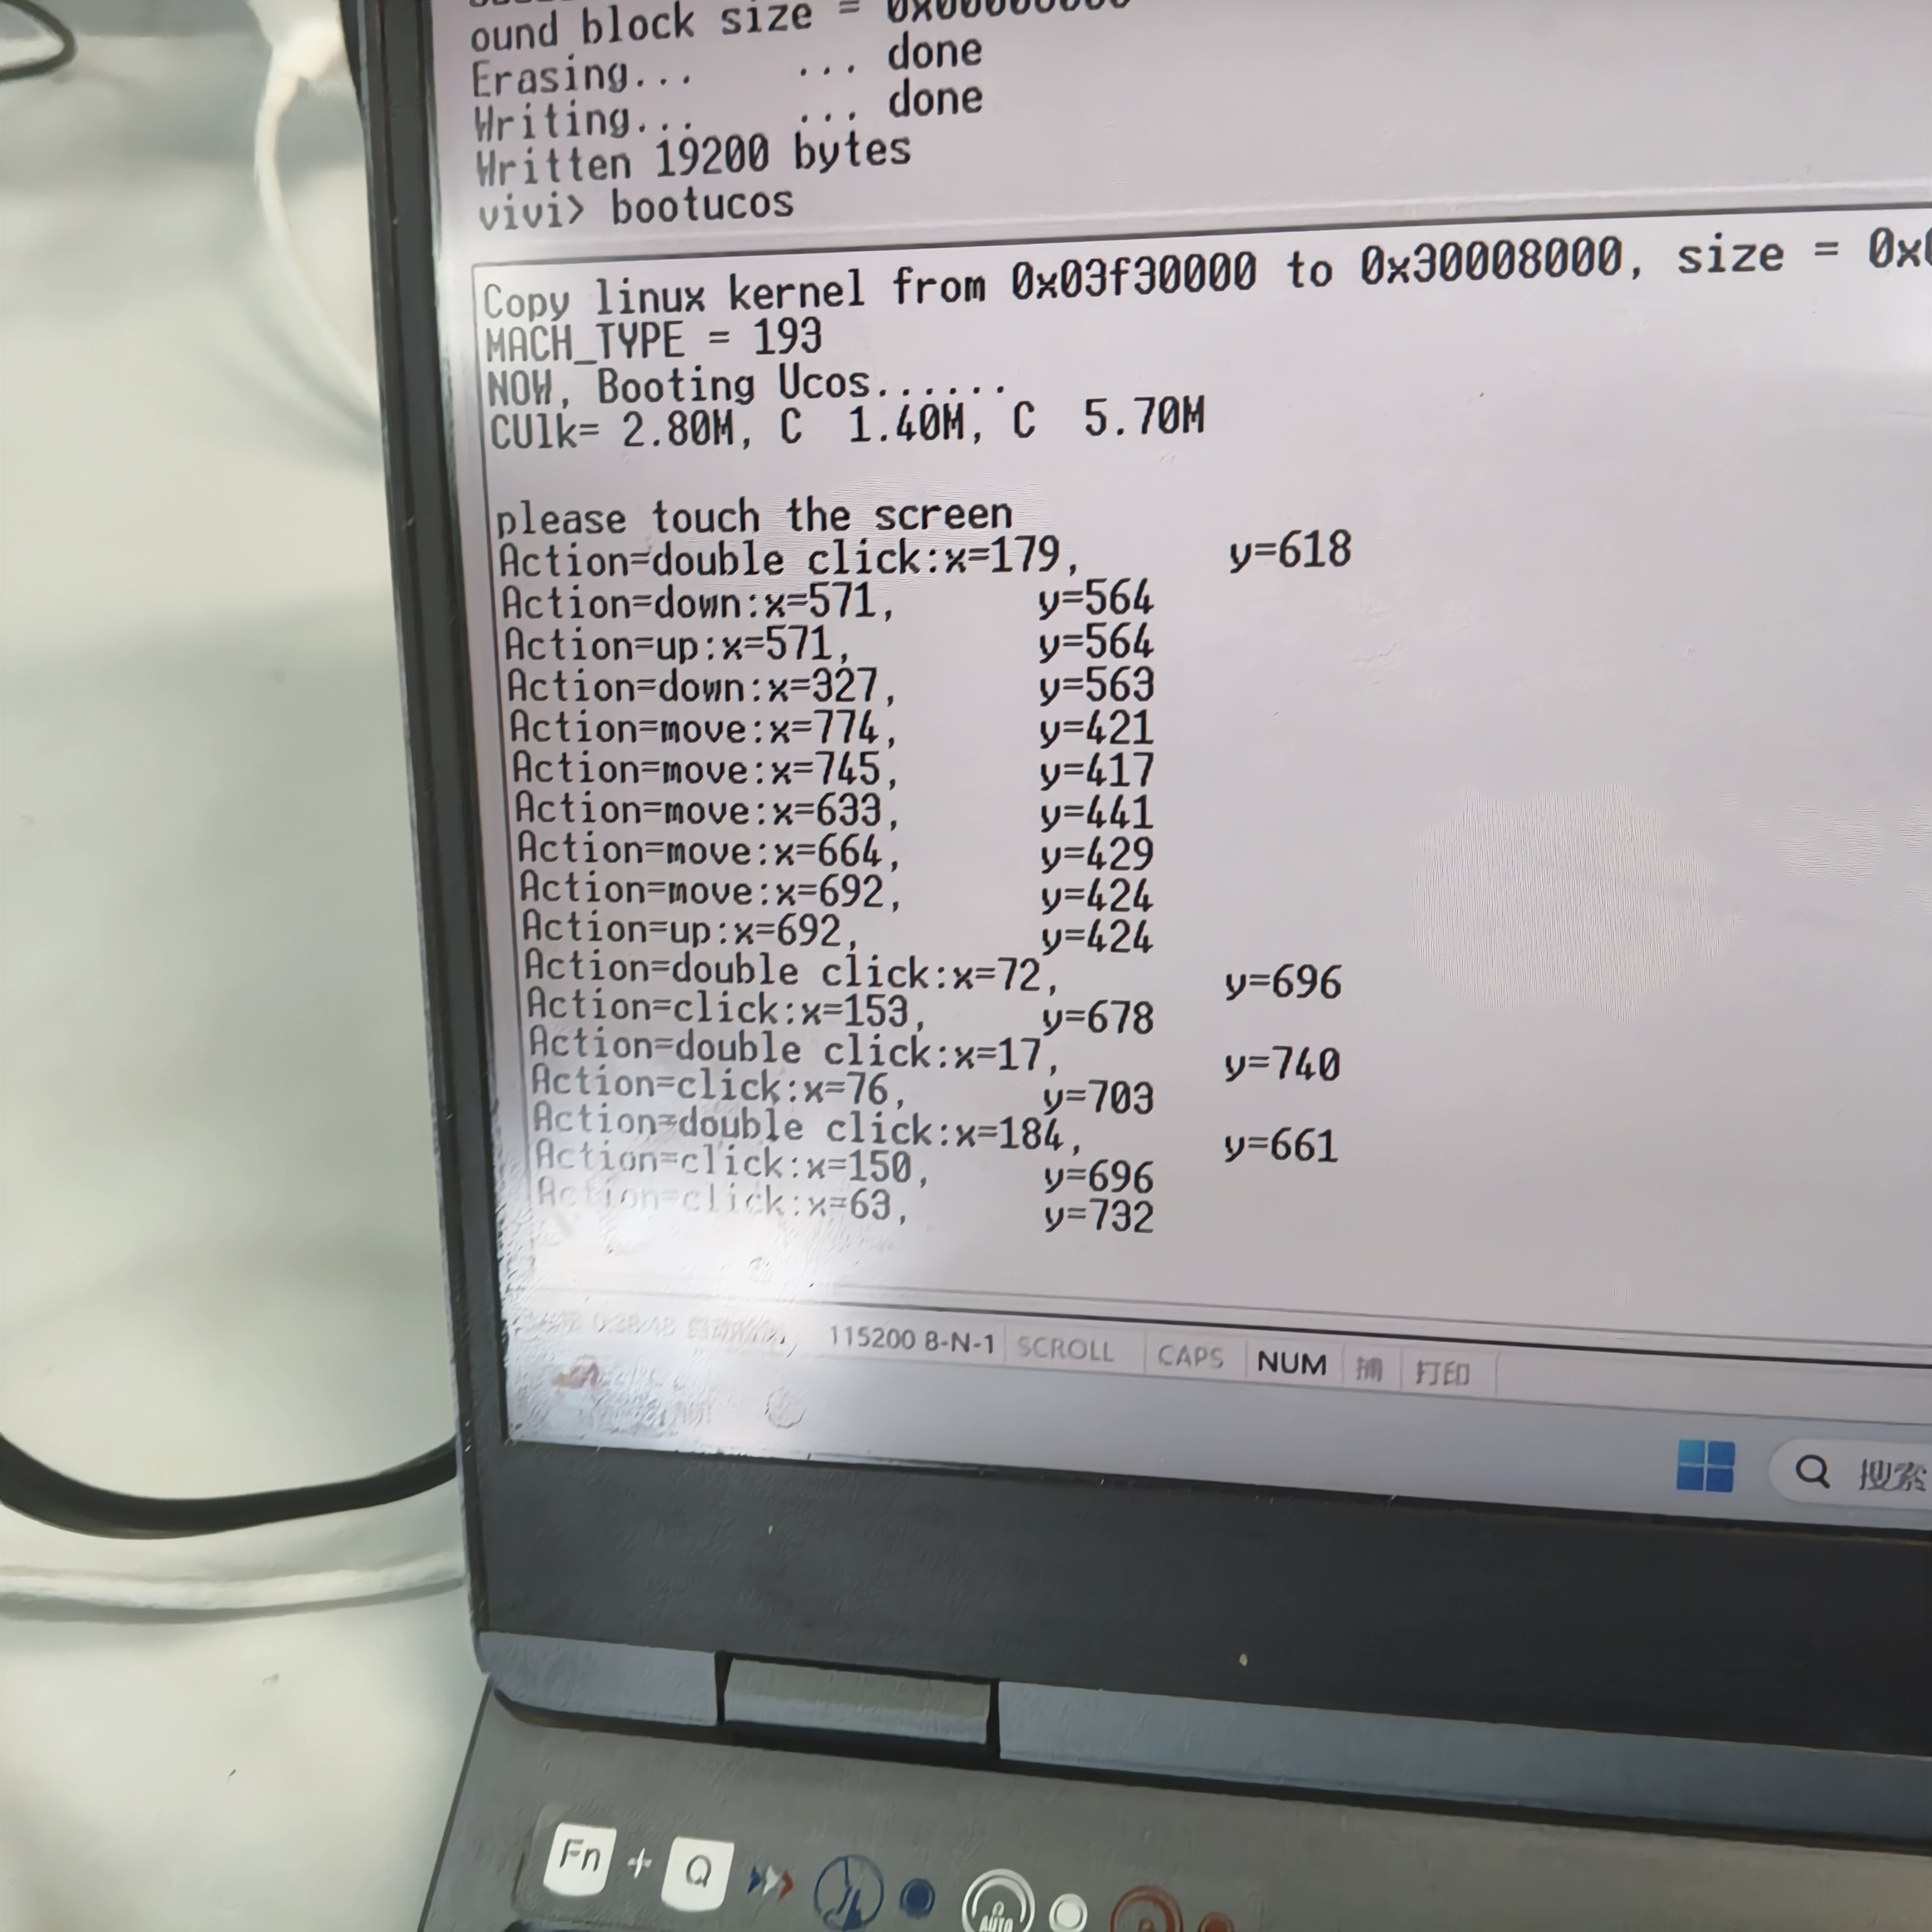 ound block size =
Erasing... ... done
Writing... ... done
Written 19200 bytes
vivi> bootucos
Copy linux kernel from 0x03f30000 to 0x30008000, size =
MACH_TYPE = 193
NOW, Booting Ucos......
CUlk= 2.80M, C 1.40M, C 5.70M
please touch the screen
Action=double click:x=179, y=618
Action=down:x=571, y=564
Action=up:x=571, y=564
Action=down:x=327, y=563
Action=move:x=774, y=421
Action=move:x=745, y=417
Action=move:x=633, y=441
Action=move:x=664, y=429
Action=move:x=692, y=424
Action=up:x=692, y=424
Action=double click:x=72, y=696
Action=click:x=153, y=678
Action=double click:x=17, y=740
Action=click:x=76, y=703
Action=double click:x=184, y=661
Action=click:x=150, y=696
Action=click:x=63, y=732
115200 8-N-1 SCROLL CAPS NUM 打印
搜索
Fn + Q
AUTO